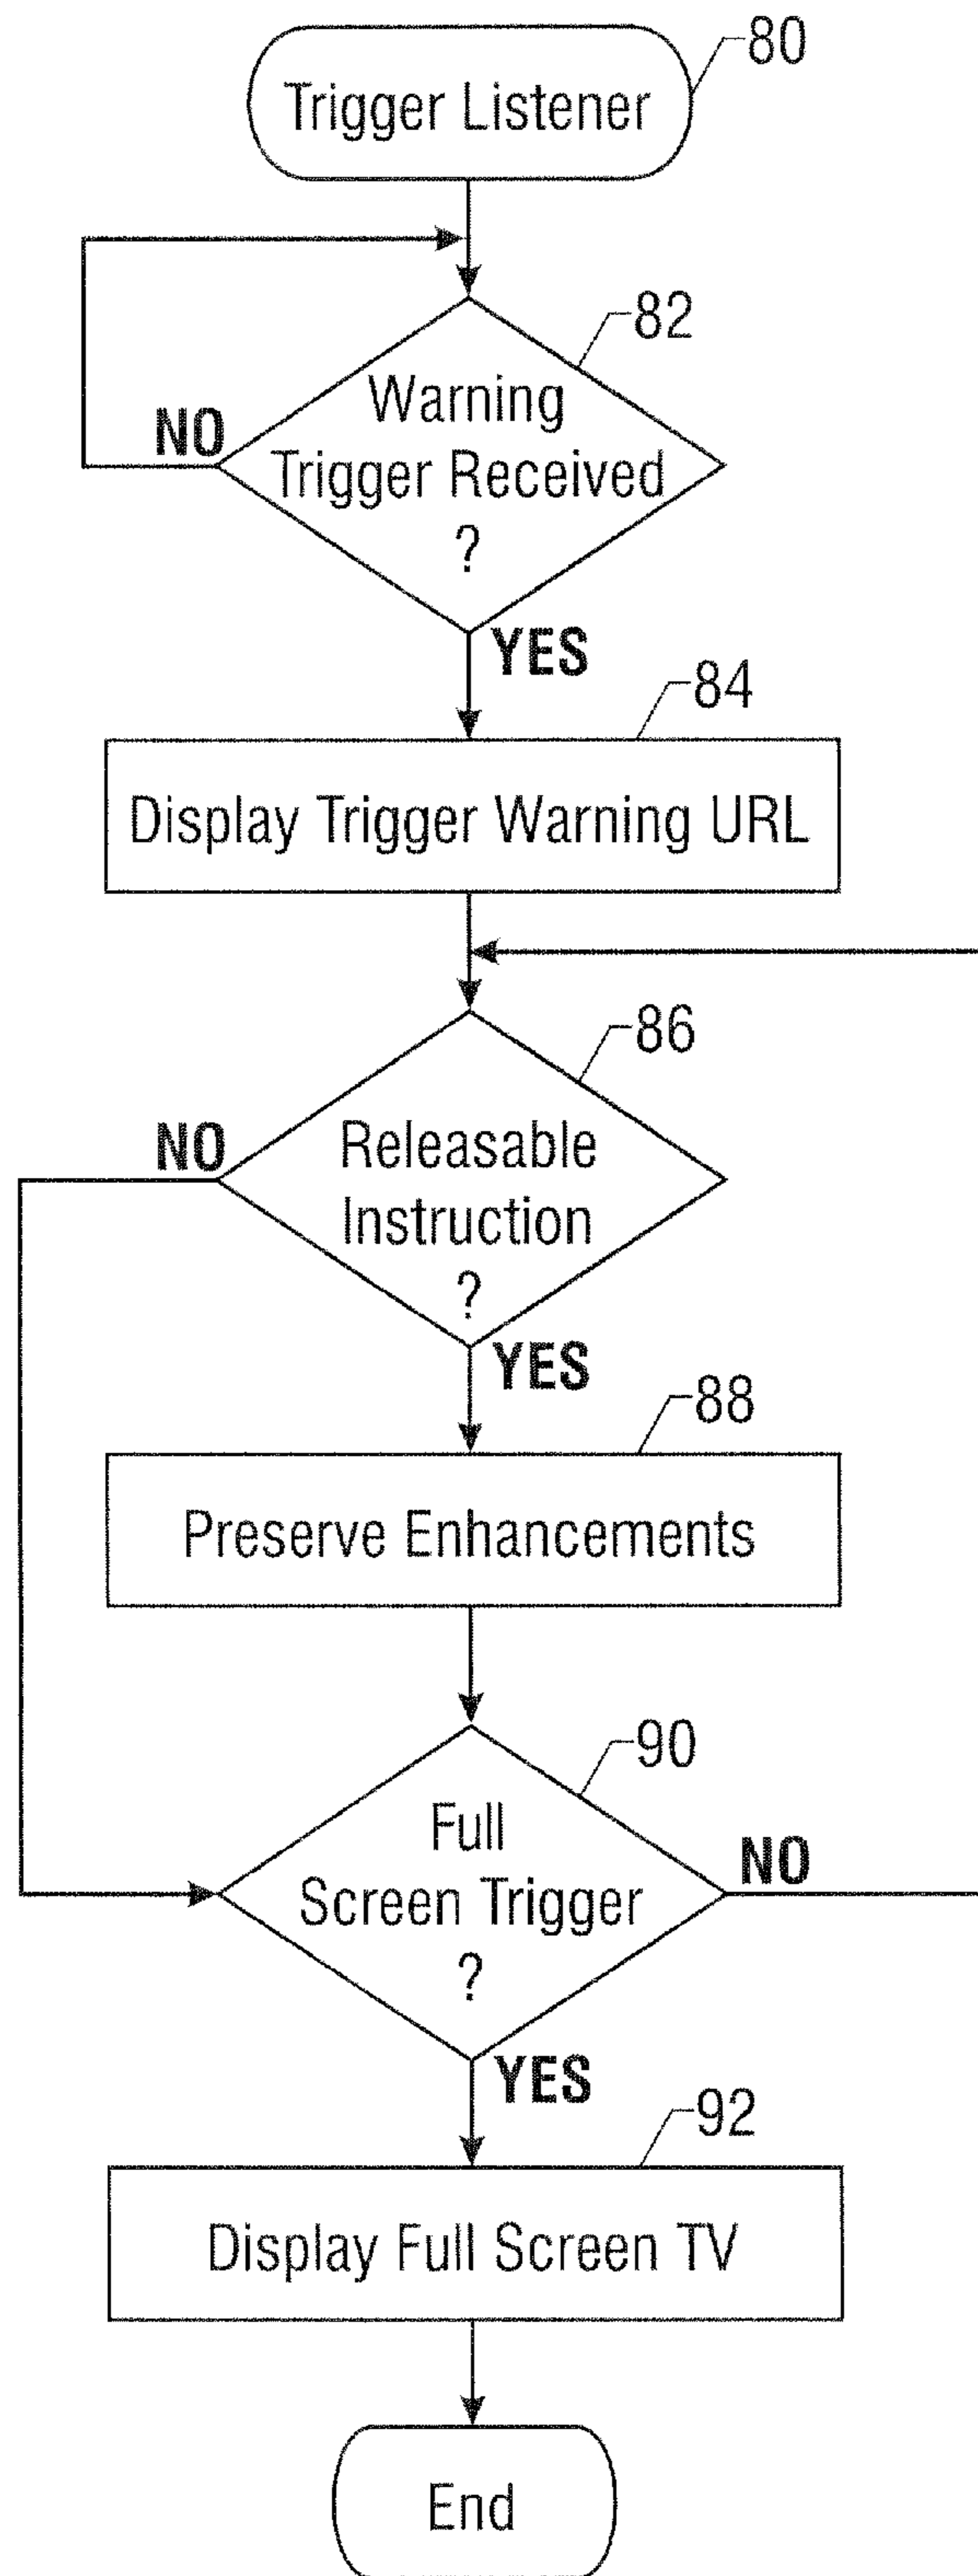 80
Trigger Listener
82
Warning
Trigger Received
?
NO
YES
84
Display Trigger Warning URL
86
Releasable
Instruction
?
NO
YES
88
Preserve Enhancements
90
Full
Screen Trigger
?
NO
YES
92
Display Full Screen TV
End